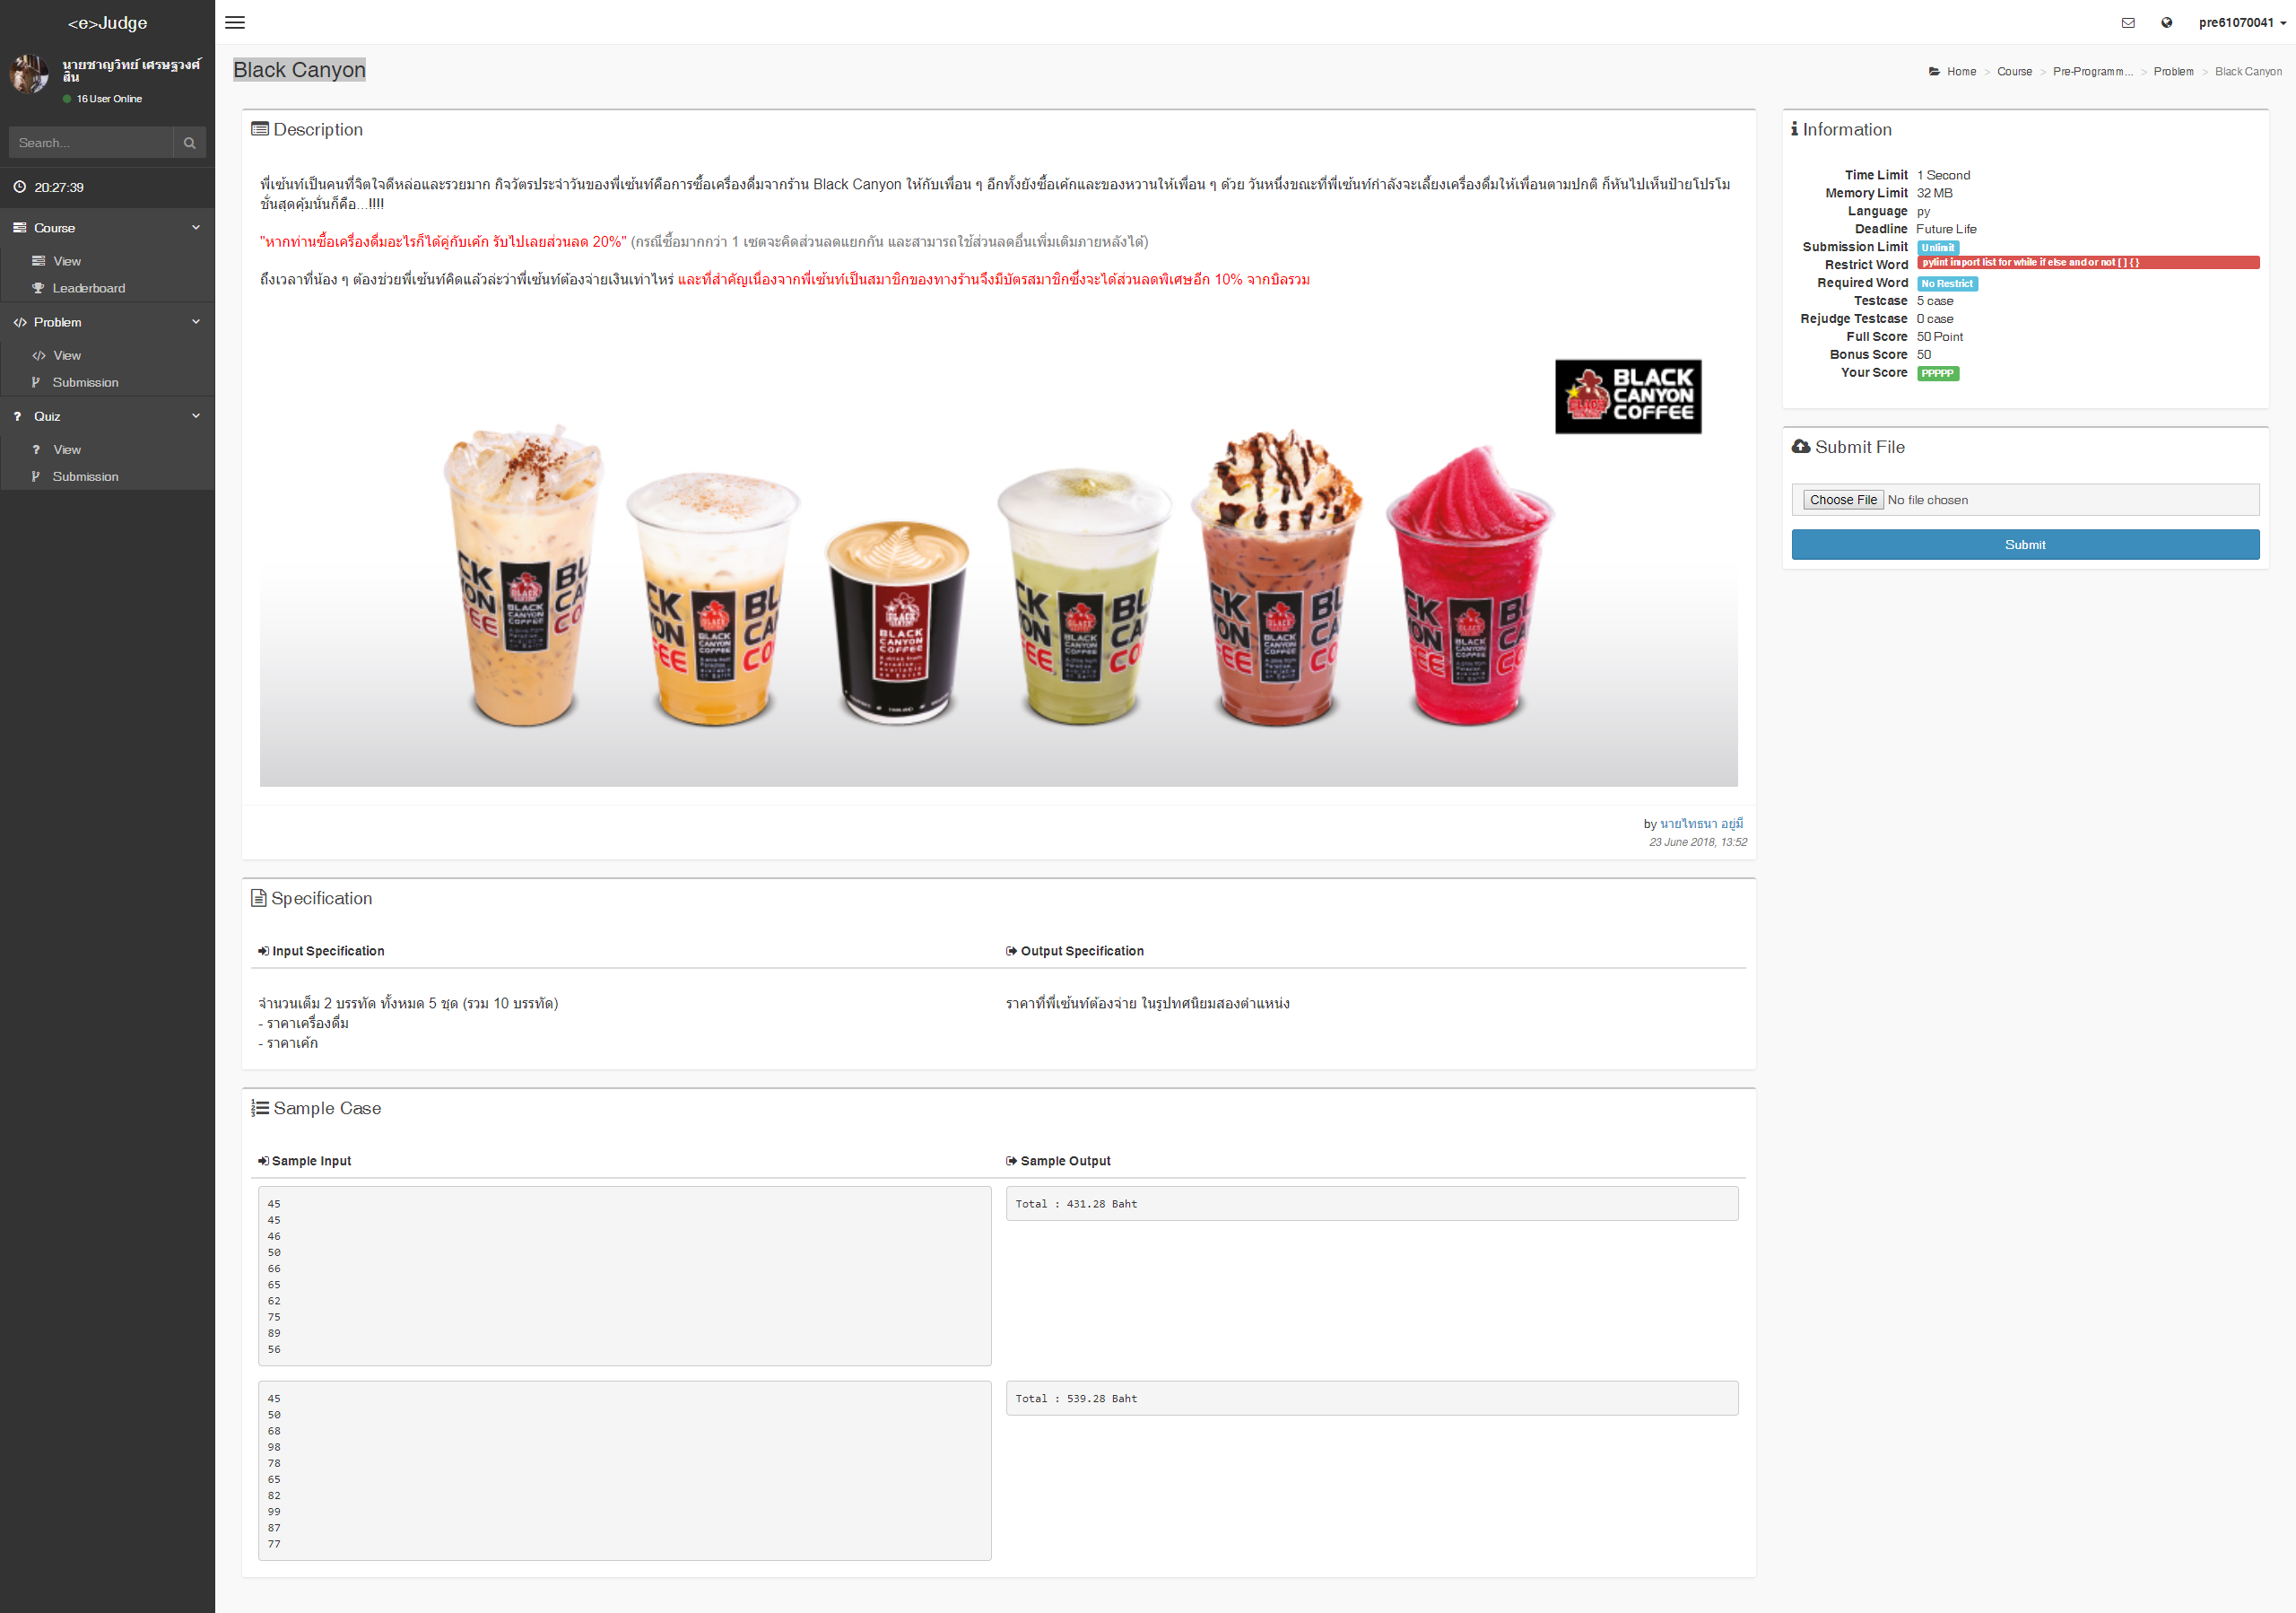 <e>Judge
pre61070041
นายชาญวิทย์ เศรษฐวงศ์
สิน
16 User Online
Search...
20:27:39
Course
View
Leaderboard
Problem
View
Submission
Quiz
View
Submission
Black Canyon
Home > Course > Pre-Programm... > Problem > Black Canyon
Description
พี่เซ้นท์เป็นคนที่จิตใจดีหล่อและรวยมาก กิจวัตรประจำวันของพี่เซ้นท์คือการซื้อเครื่องดื่มจากร้าน Black Canyon ให้กับเพื่อน ๆ อีกทั้งยังซื้อเค้กและของหวานให้เพื่อน ๆ ด้วย วันหนึ่งขณะที่พี่เซ้นท์กำลังจะเลี้ยงเครื่องดื่มให้เพื่อนตามปกติ ก็หันไปเห็นป้ายโปรโม
ชั่นสุดคุ้มนั่นก็คือ...!!!!
"หากท่านซื้อเครื่องดื่มอะไรก็ได้คู่กับเค้ก รับไปเลยส่วนลด 20%" (กรณีซื้อมากกว่า 1 เซตจะคิดส่วนลดแยกกัน และสามารถใช้ส่วนลดอื่นเพิ่มเติมภายหลังได้)
ถึงเวลาที่น้อง ๆ ต้องช่วยพี่เซ้นท์คิดแล้วล่ะว่าพี่เซ้นท์ต้องจ่ายเงินเท่าไหร่ และที่สำคัญเนื่องจากพี่เซ้นท์เป็นสมาชิกของทางร้านจึงมีบัตรสมาชิกซึ่งจะได้ส่วนลดพิเศษอีก 10% จากบิลรวม
BLACK
CANYON
COFFEE
by นายไทธนา อยู่มี
23 June 2018, 13:52
Information
Time Limit 1 Second
Memory Limit 32 MB
Language py
Deadline Future Life
Submission Limit Unlimit
Restrict Word pylint import list for while if else and or not [ ] { }
Required Word No Restrict
Testcase 5 case
Rejudge Testcase 0 case
Full Score 50 Point
Bonus Score 50
Your Score PPPPP
Submit File
Choose File No file chosen
Submit
Specification
Input Specification
Output Specification
จำนวนเต็ม 2 บรรทัด ทั้งหมด 5 ชุด (รวม 10 บรรทัด)
- ราคาเครื่องดื่ม
- ราคาเค้ก
ราคาที่พี่เซ้นท์ต้องจ่าย ในรูปทศนิยมสองตำแหน่ง
Sample Case
Sample Input
Sample Output
45
45
46
50
66
65
62
75
89
56
Total : 431.28 Baht
45
50
68
98
78
65
82
99
87
77
Total : 539.28 Baht